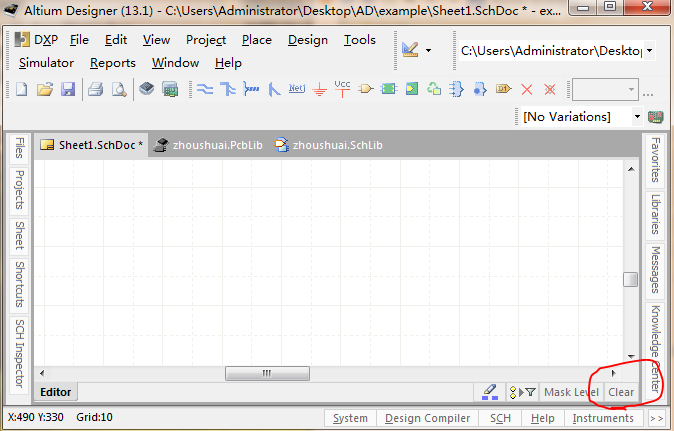 Altium Designer (13.1) - C:\Users\Administrator\Desktop\AD\example\Sheet1.SchDoc * - ex...
DXP File Edit View Project Place Design Tools
C:\Users\Administrator\Deskto
Simulator Reports Window Help
Net1 Vcc
...
[No Variations]
Files
Projects
Sheet
Shortcuts
SCH Inspector
Sheet1.SchDoc * zhoushuai.PcbLib zhoushuai.SchLib
Favorites
Libraries
Messages
Knowledge Center
Editor Mask Level Clear
X:490 Y:330 Grid:10 System Design Compiler SCH Help Instruments >>